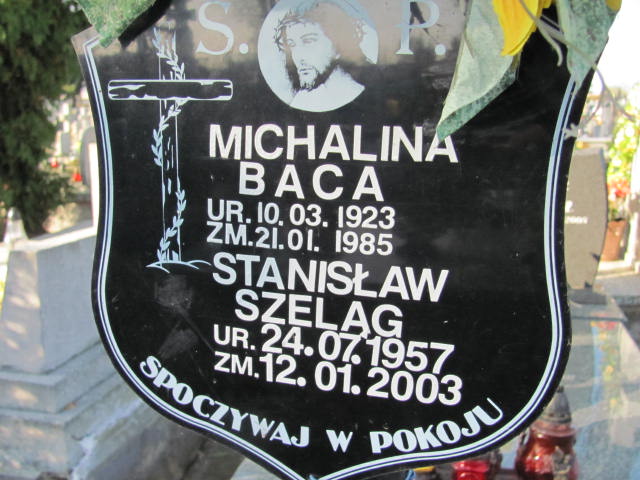 S. P.
MICHALINA
BACA
UR. 10. 03. 1923
ZM. 21. 01. 1985
STANISŁAW
SZELĄG
UR. 24. 07. 1957
ZM. 12. 01. 2003
SPOCZYWAJ W POKOJU